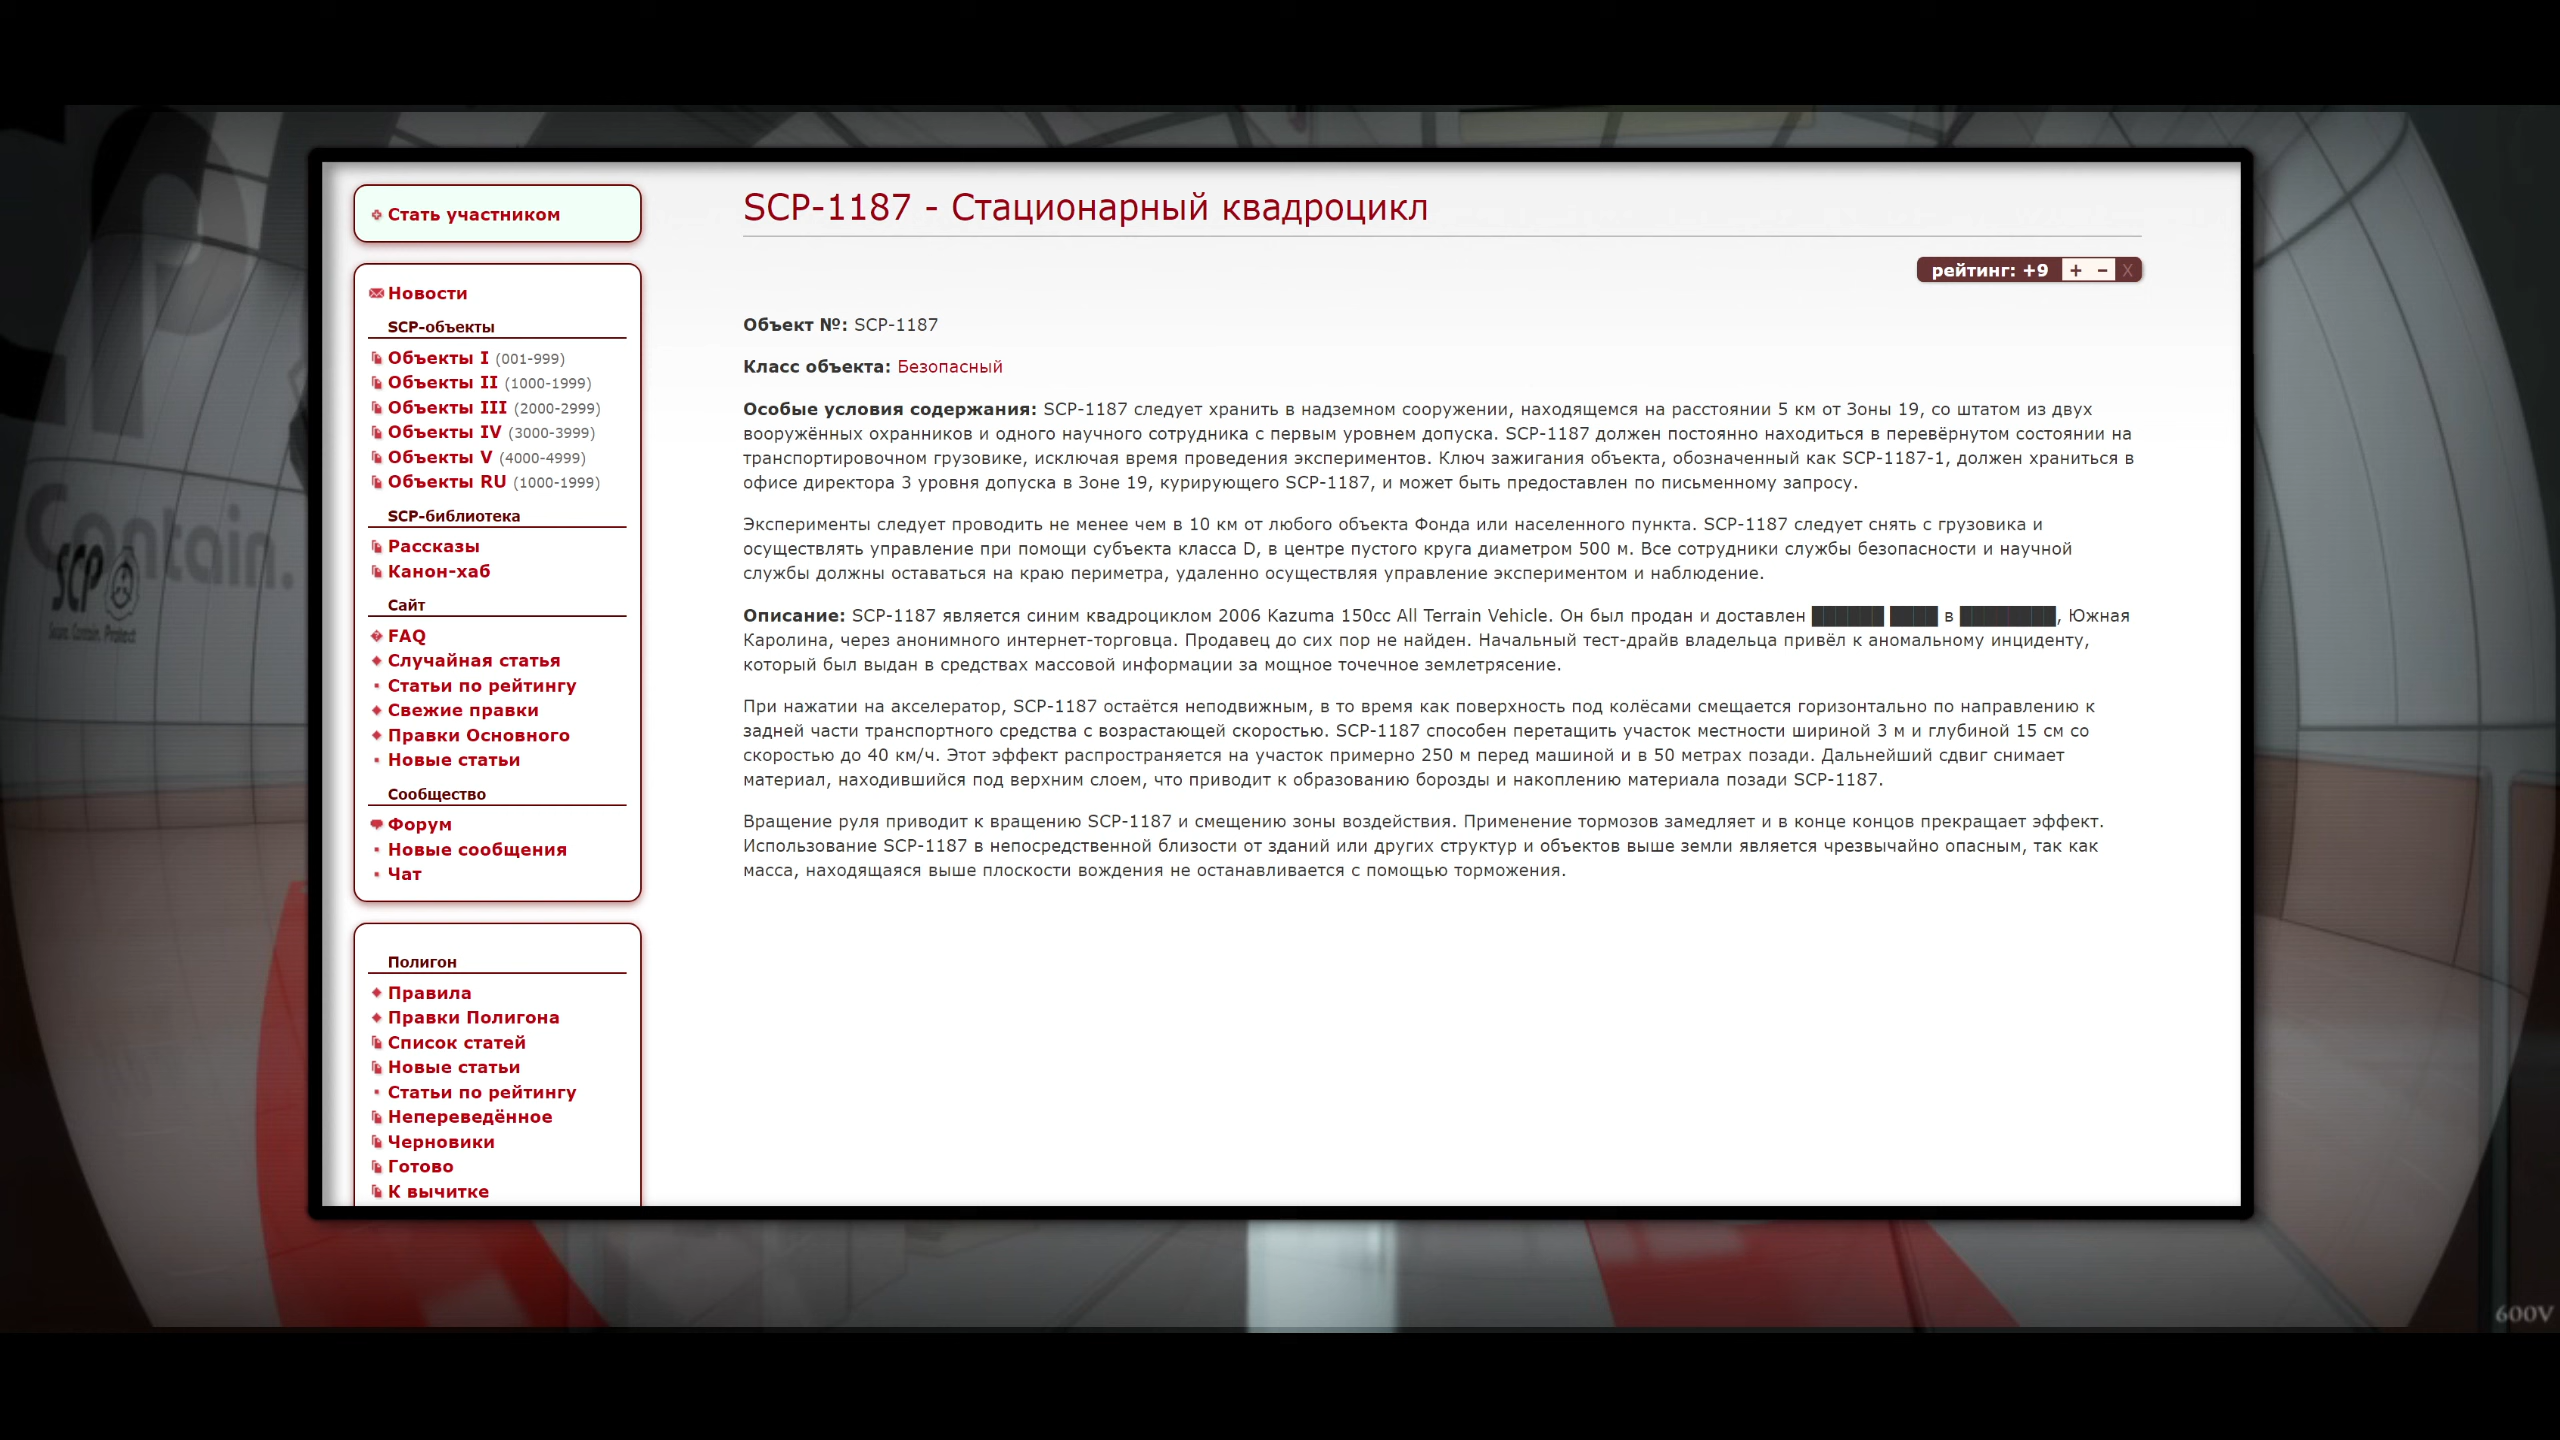 Contain.
SCP
Secure. Contain. Protect
Стать участником
Новости
SCP-объекты
Объекты I (001-999)
Объекты II (1000-1999)
Объекты III (2000-2999)
Объекты IV (3000-3999)
Объекты V (4000-4999)
Объекты RU (1000-1999)
SCP-библиотека
Рассказы
Канон-хаб
Сайт
FAQ
Случайная статья
Статьи по рейтингу
Свежие правки
Правки Основного
Новые статьи
Сообщество
Форум
Новые сообщения
Чат
Полигон
Правила
Правки Полигона
Список статей
Новые статьи
Статьи по рейтингу
Непереведённое
Черновики
Готово
К вычитке
SCP-1187 - Стационарный квадроцикл
рейтинг: +9 + – X
Объект №: SCP-1187
Класс объекта: Безопасный
Особые условия содержания: SCP-1187 следует хранить в надземном сооружении, находящемся на расстоянии 5 км от Зоны 19, со штатом из двух
вооружённых охранников и одного научного сотрудника с первым уровнем допуска. SCP-1187 должен постоянно находиться в перевёрнутом состоянии на
транспортировочном грузовике, исключая время проведения экспериментов. Ключ зажигания объекта, обозначенный как SCP-1187-1, должен храниться в
офисе директора 3 уровня допуска в Зоне 19, курирующего SCP-1187, и может быть предоставлен по письменному запросу.
Эксперименты следует проводить не менее чем в 10 км от любого объекта Фонда или населенного пункта. SCP-1187 следует снять с грузовика и
осуществлять управление при помощи субъекта класса D, в центре пустого круга диаметром 500 м. Все сотрудники службы безопасности и научной
службы должны оставаться на краю периметра, удаленно осуществляя управление экспериментом и наблюдение.
Описание: SCP-1187 является синим квадроциклом 2006 Kazuma 150cc All Terrain Vehicle. Он был продан и доставлен ██████ ████ в ████████, Южная
Каролина, через анонимного интернет-торговца. Продавец до сих пор не найден. Начальный тест-драйв владельца привёл к аномальному инциденту,
который был выдан в средствах массовой информации за мощное точечное землетрясение.
При нажатии на акселератор, SCP-1187 остаётся неподвижным, в то время как поверхность под колёсами смещается горизонтально по направлению к
задней части транспортного средства с возрастающей скоростью. SCP-1187 способен перетащить участок местности шириной 3 м и глубиной 15 см со
скоростью до 40 км/ч. Этот эффект распространяется на участок примерно 250 м перед машиной и в 50 метрах позади. Дальнейший сдвиг снимает
материал, находившийся под верхним слоем, что приводит к образованию борозды и накоплению материала позади SCP-1187.
Вращение руля приводит к вращению SCP-1187 и смещению зоны воздействия. Применение тормозов замедляет и в конце концов прекращает эффект.
Использование SCP-1187 в непосредственной близости от зданий или других структур и объектов выше земли является чрезвычайно опасным, так как
масса, находящаяся выше плоскости вождения не останавливается с помощью торможения.
600V